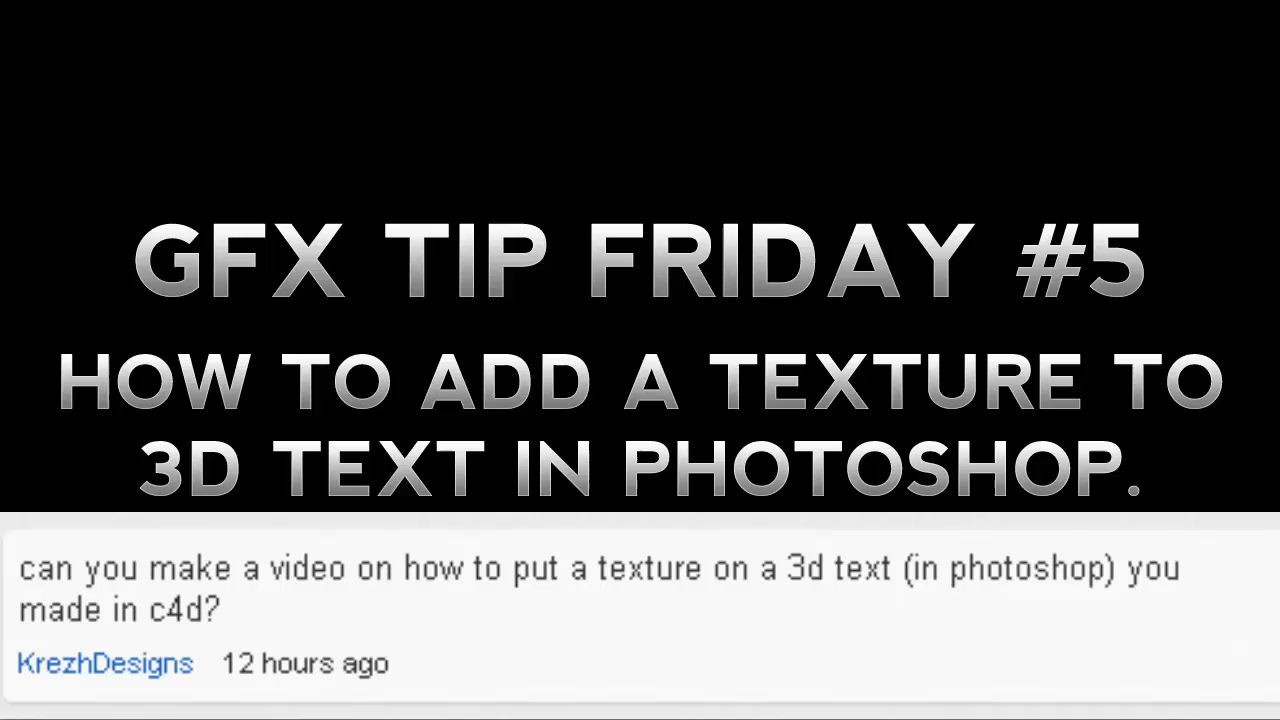 GFX TIP FRIDAY #5
HOW TO ADD A TEXTURE TO
3D TEXT IN PHOTOSHOP.
can you make a video on how to put a texture on a 3d text (in photoshop) you
made in c4d?
KrezhDesigns 12 hours ago